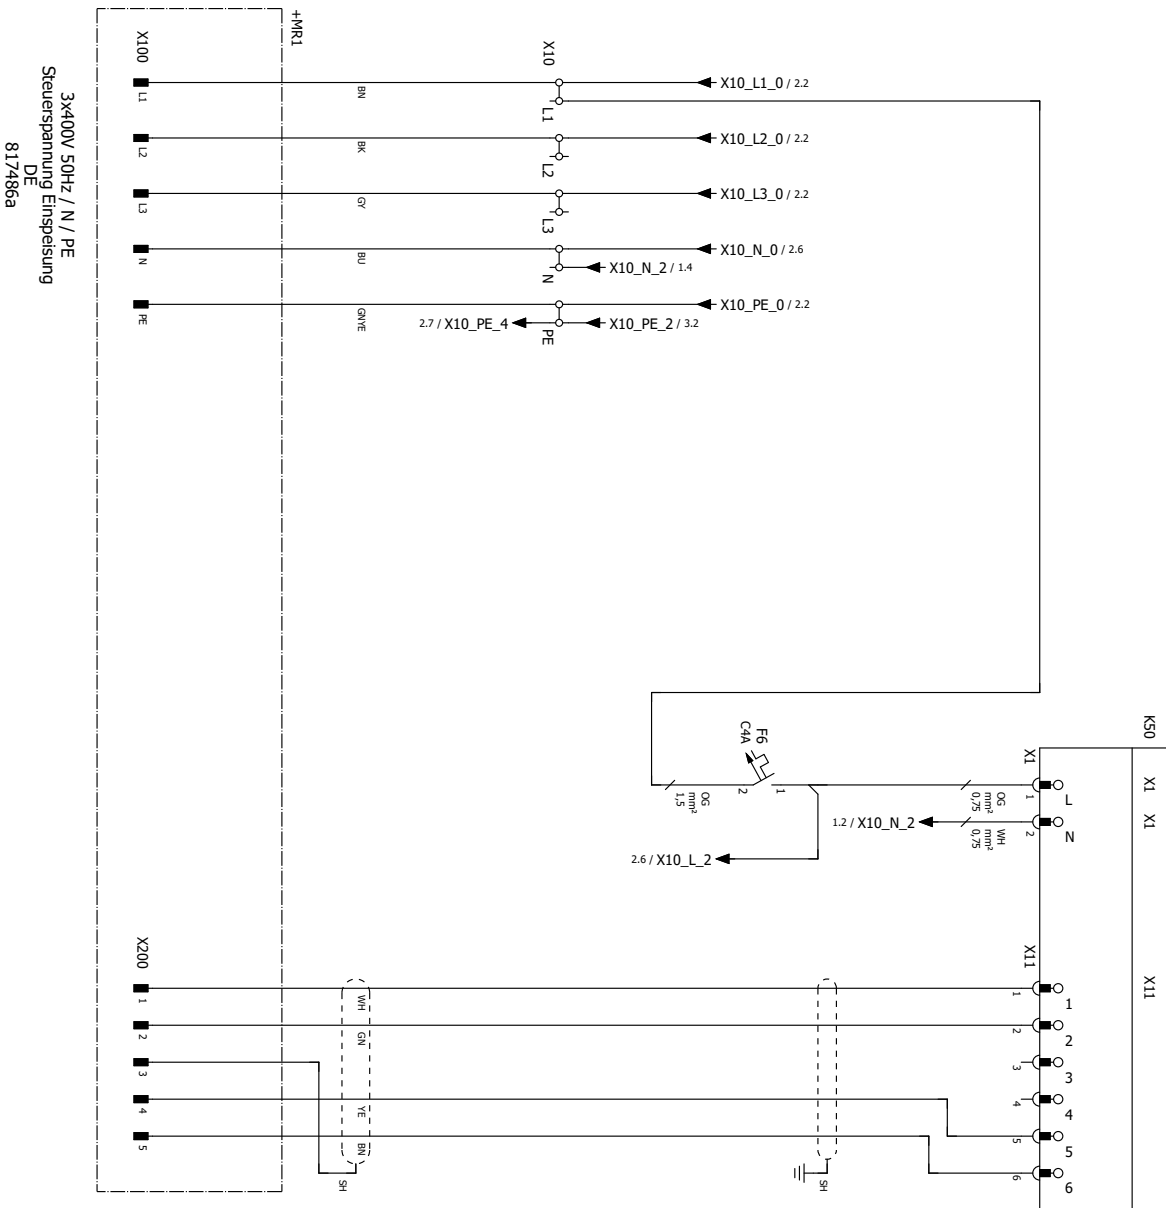 +MR1
X100
L1
L2
L3
N
PE
3x400V 50Hz / N / PE
Steuerspannung Einspeisung
DE
817486a
BN
BK
GY
BU
GNYE
X10
L1
L2
L3
N
PE
X10_L1_0 / 2.2
X10_L2_0 / 2.2
X10_L3_0 / 2.2
X10_N_0 / 2.6
X10_N_2 / 1.4
X10_PE_0 / 2.2
2.7 / X10_PE_4
X10_PE_2 / 3.2
K50
X1
X1
X1
F6
C4A
2
1
OG
mm²
1,5
OG
mm²
0,75
1
L
1.2 / X10_N_2
WH
mm²
0,75
2
N
2.6 / X10_L_2
X200
1
2
3
4
5
WH
GN
YE
BN
SH
SH
X11
X11
1
1
2
2
3
3
4
4
5
5
6
6